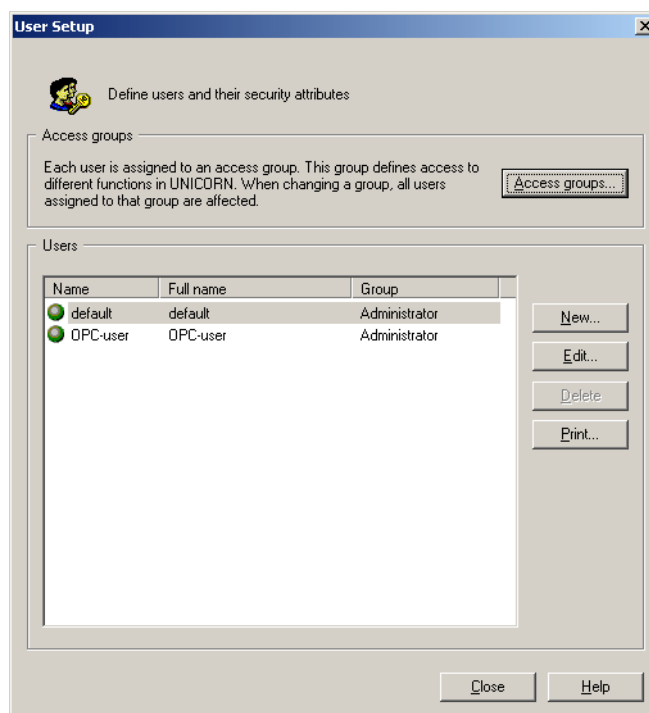 User Setup
Define users and their security attributes
Access groups
Each user is assigned to an access group. This group defines access to
different functions in UNICORN. When changing a group, all users
assigned to that group are affected.
Access groups...
Users
Name Full name Group
default default Administrator
OPC-user OPC-user Administrator
New...
Edit...
Delete
Print...
Close Help